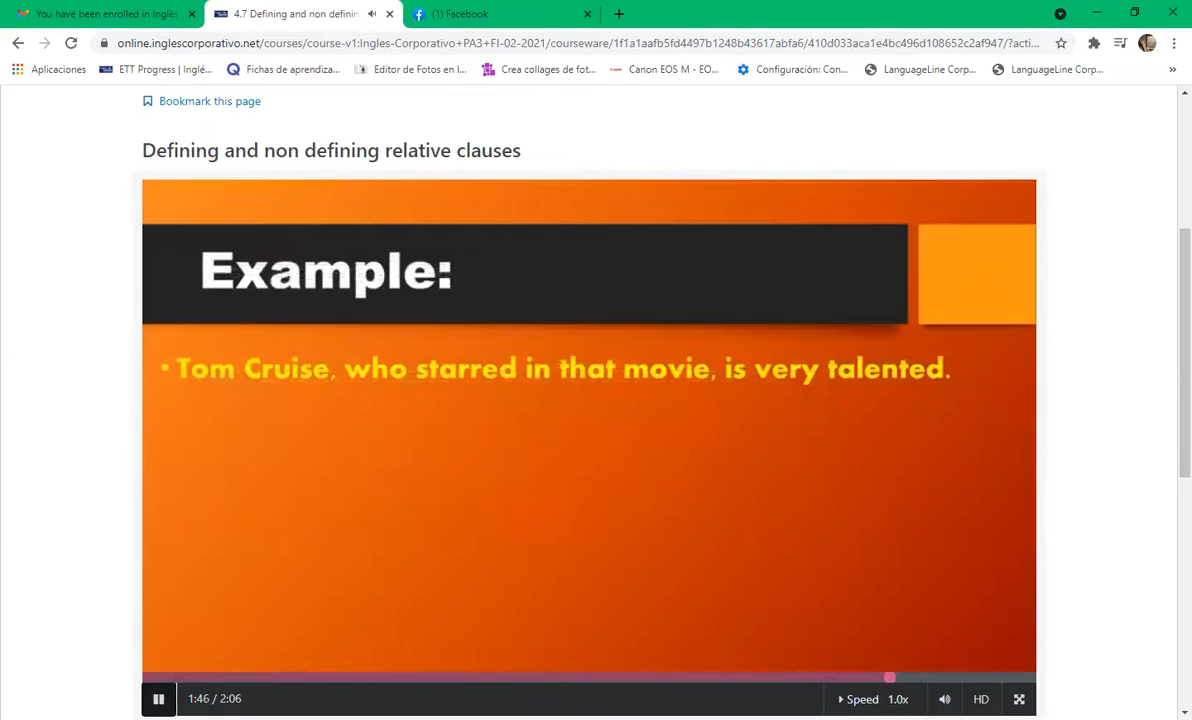 You have been enrolled in Inglés
4.7 Defining and non definin
(1) Facebook
online.inglescorporativo.net/courses/course-v1:Ingles-Corporativo+PA3+FI-02-2021/courseware/1f1a1aafb5fd4497b1248b43617abfa6/410d033aca1e4bc496d108652c2af947/?acti...
Aplicaciones
ETT Progress | Inglé...
Fichas de aprendiza...
Editor de Fotos en l...
Crea collages de fot...
Canon EOS M - EO...
Configuración: Con...
LanguageLine Corp...
LanguageLine Corp...
»
Bookmark this page
Defining and non defining relative clauses
Example:
• Tom Cruise, who starred in that movie, is very talented.
1:46 / 2:06
Speed 1.0x
HD